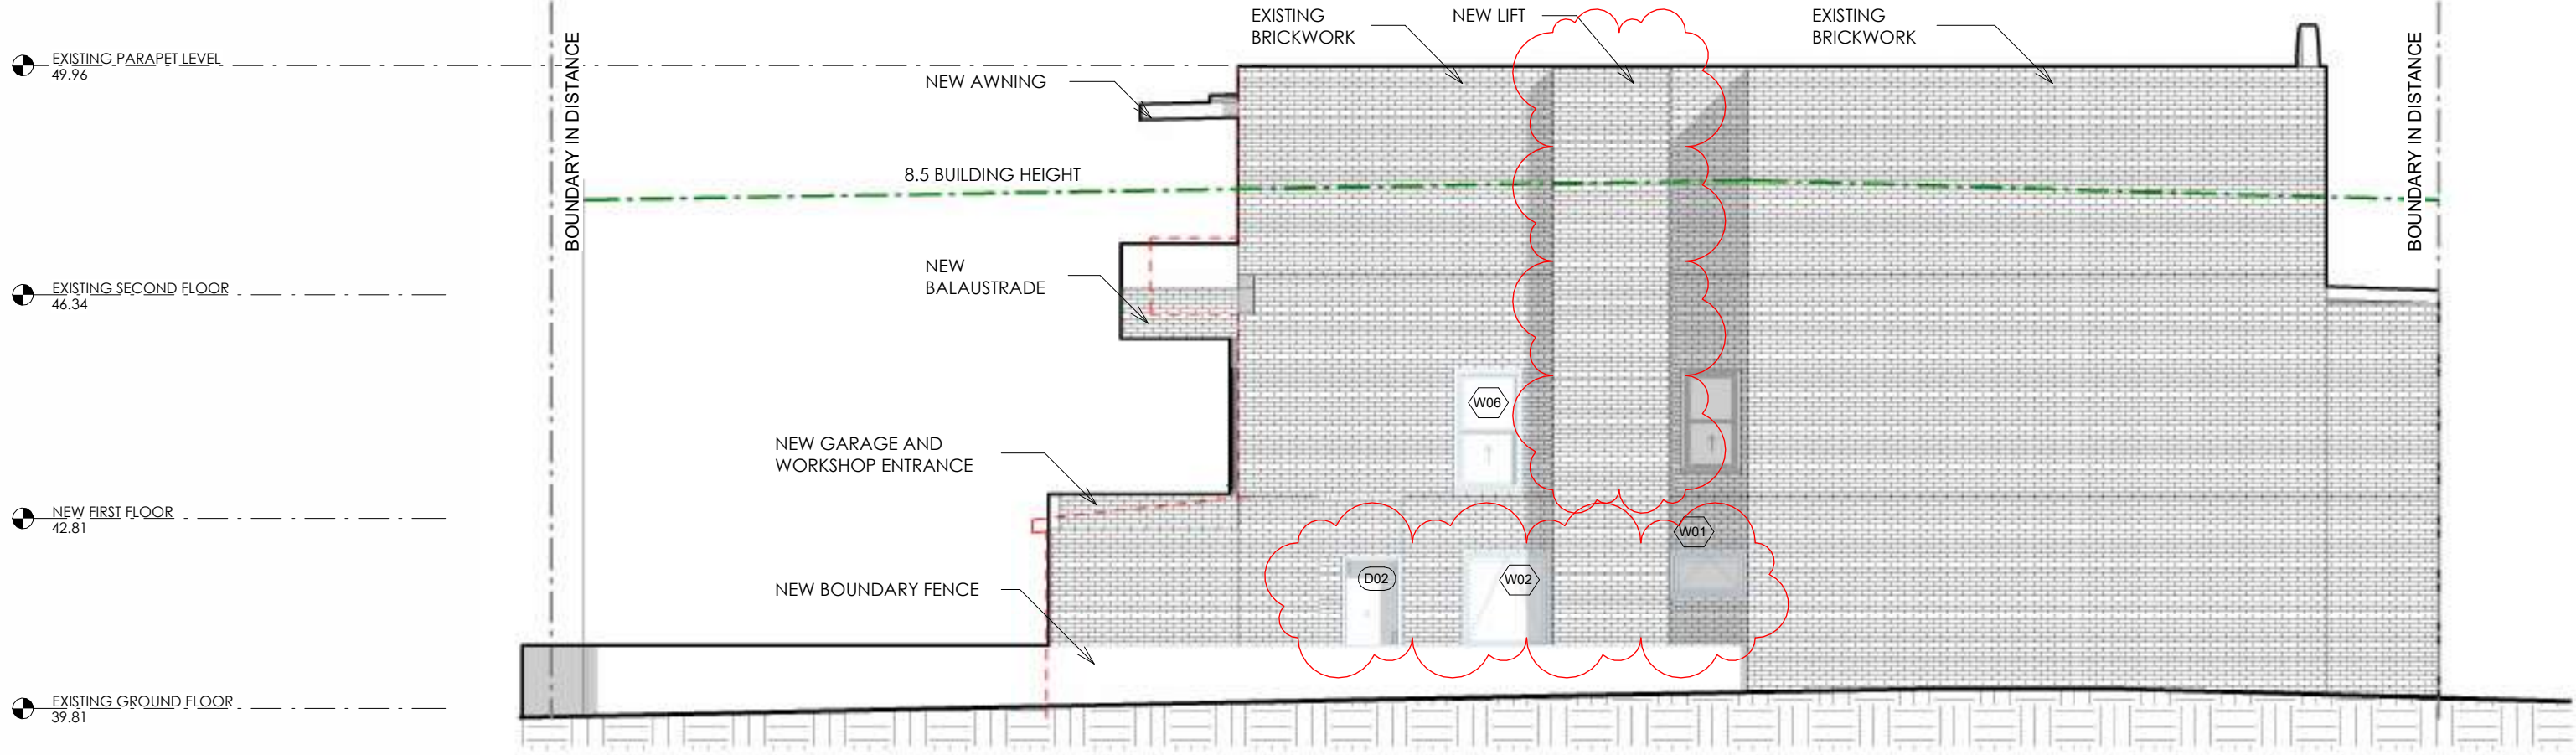 EXISTING
BRICKWORK
NEW LIFT
EXISTING
BRICKWORK
EXISTING PARAPET LEVEL
49.96
BOUNDARY IN DISTANCE
NEW AWNING
BOUNDARY IN DISTANCE
8.5 BUILDING HEIGHT
EXISTING SECOND FLOOR
46.34
NEW
BALAUSTRADE
W06
NEW GARAGE AND
WORKSHOP ENTRANCE
NEW FIRST FLOOR
42.81
W01
D02
W02
NEW BOUNDARY FENCE
EXISTING GROUND FLOOR
39.81